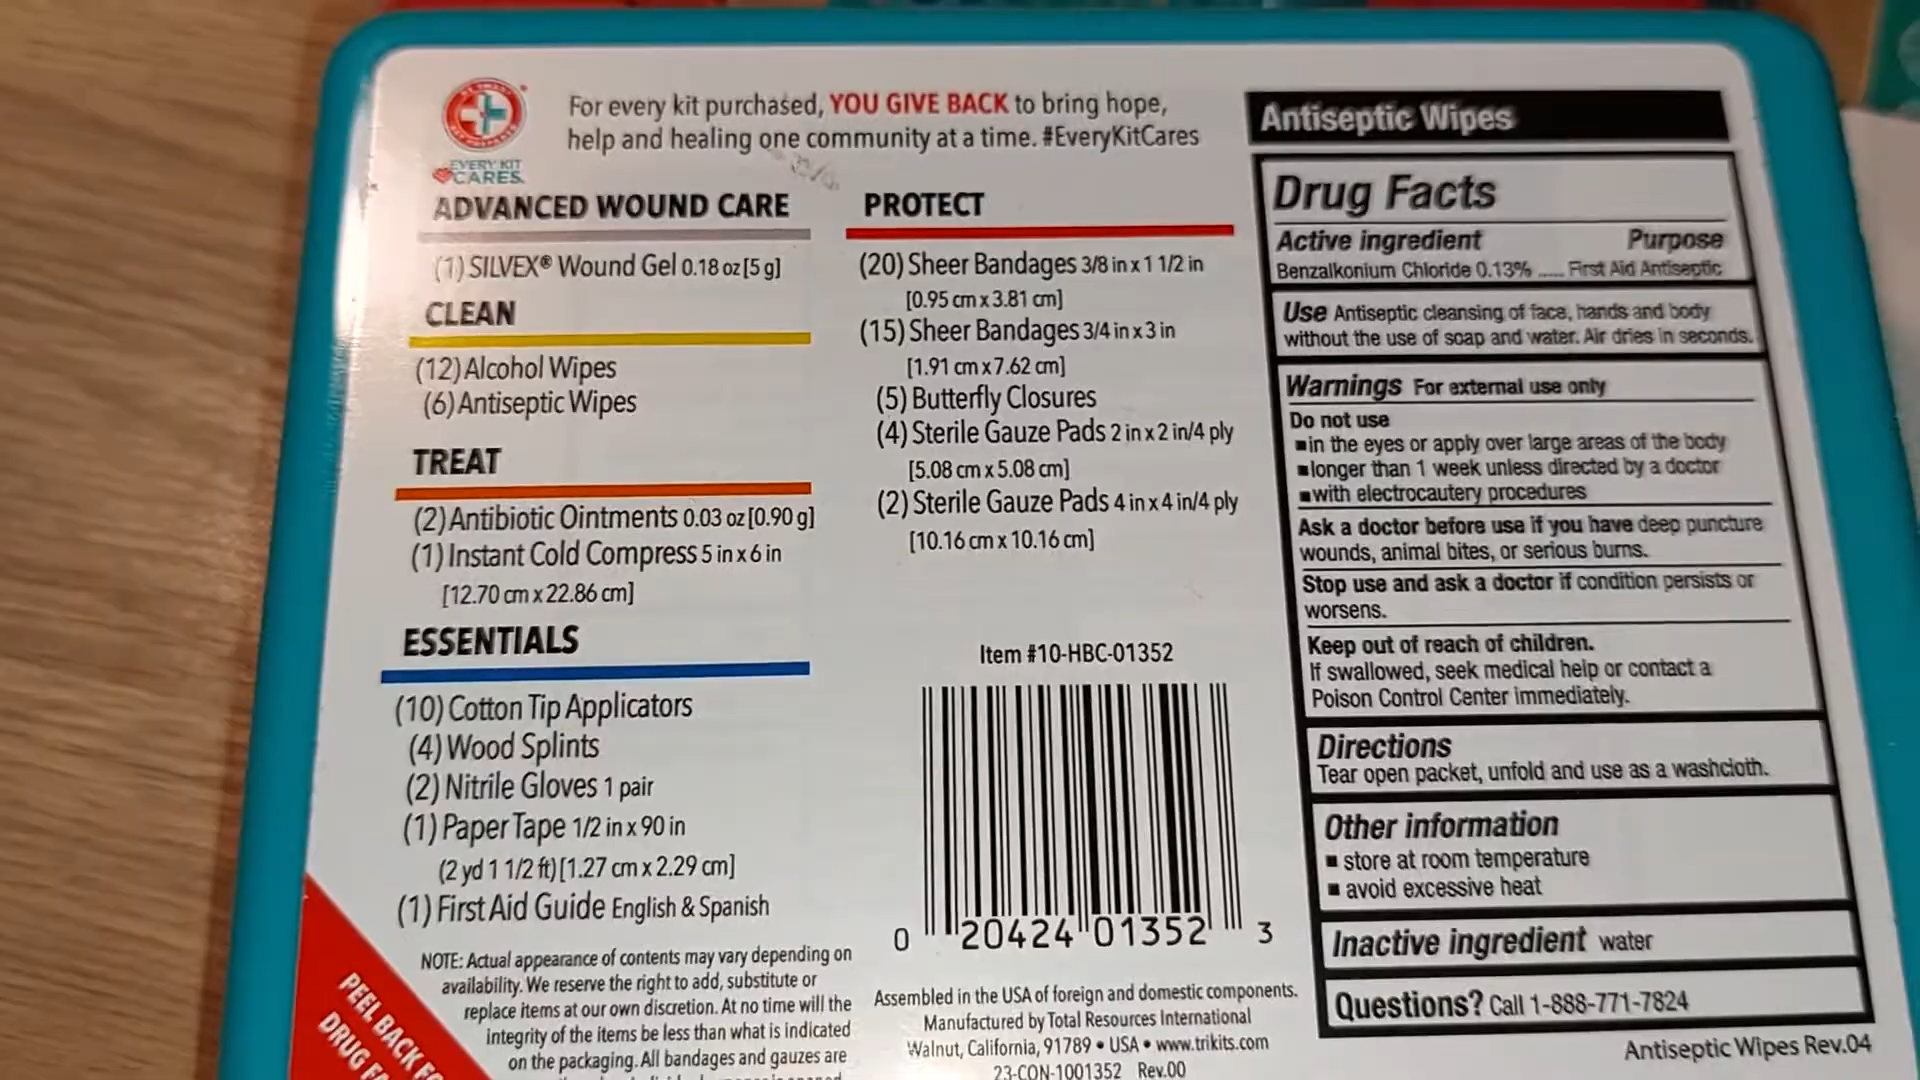 For every kit purchased, YOU GIVE BACK to bring hope,
help and healing one community at a time. #EveryKitCares
EVERY KIT
CARES
ADVANCED WOUND CARE
(1) SILVEX® Wound Gel 0.18 oz [5 g]
CLEAN
(12) Alcohol Wipes
(6) Antiseptic Wipes
TREAT
(2) Antibiotic Ointments 0.03 oz [0.90 g]
(1) Instant Cold Compress 5 in x 6 in
[12.70 cm x 22.86 cm]
ESSENTIALS
(10) Cotton Tip Applicators
(4) Wood Splints
(2) Nitrile Gloves 1 pair
(1) Paper Tape 1/2 in x 90 in
(2 yd 1 1/2 ft) [1.27 cm x 2.29 cm]
(1) First Aid Guide English & Spanish
NOTE: Actual appearance of contents may vary depending on
availability. We reserve the right to add, substitute or
replace items at our own discretion. At no time will the
integrity of the items be less than what is indicated
on the packaging. All bandages and gauzes are
PEEL BACK
DRUG
PROTECT
(20) Sheer Bandages 3/8 in x 1 1/2 in
[0.95 cm x 3.81 cm]
(15) Sheer Bandages 3/4 in x 3 in
[1.91 cm x 7.62 cm]
(5) Butterfly Closures
(4) Sterile Gauze Pads 2 in x 2 in/4 ply
[5.08 cm x 5.08 cm]
(2) Sterile Gauze Pads 4 in x 4 in/4 ply
[10.16 cm x 10.16 cm]
Item #10-HBC-01352
0 20424 01352 3
Assembled in the USA of foreign and domestic components.
Manufactured by Total Resources International
Walnut, California, 91789 • USA • www.trikits.com
23-CON-1001352 Rev.00
Antiseptic Wipes
Drug Facts
Active ingredient Purpose
Benzalkonium Chloride 0.13% ..... First Aid Antiseptic
Use Antiseptic cleansing of face, hands and body
without the use of soap and water. Air dries in seconds.
Warnings For external use only
Do not use
▪ in the eyes or apply over large areas of the body
▪ longer than 1 week unless directed by a doctor
▪ with electrocautery procedures
Ask a doctor before use if you have deep puncture
wounds, animal bites, or serious burns.
Stop use and ask a doctor if condition persists or
worsens.
Keep out of reach of children.
If swallowed, seek medical help or contact a
Poison Control Center immediately.
Directions
Tear open packet, unfold and use as a washcloth.
Other information
▪ store at room temperature
▪ avoid excessive heat
Inactive ingredient water
Questions? Call 1-888-771-7824
Antiseptic Wipes Rev.04